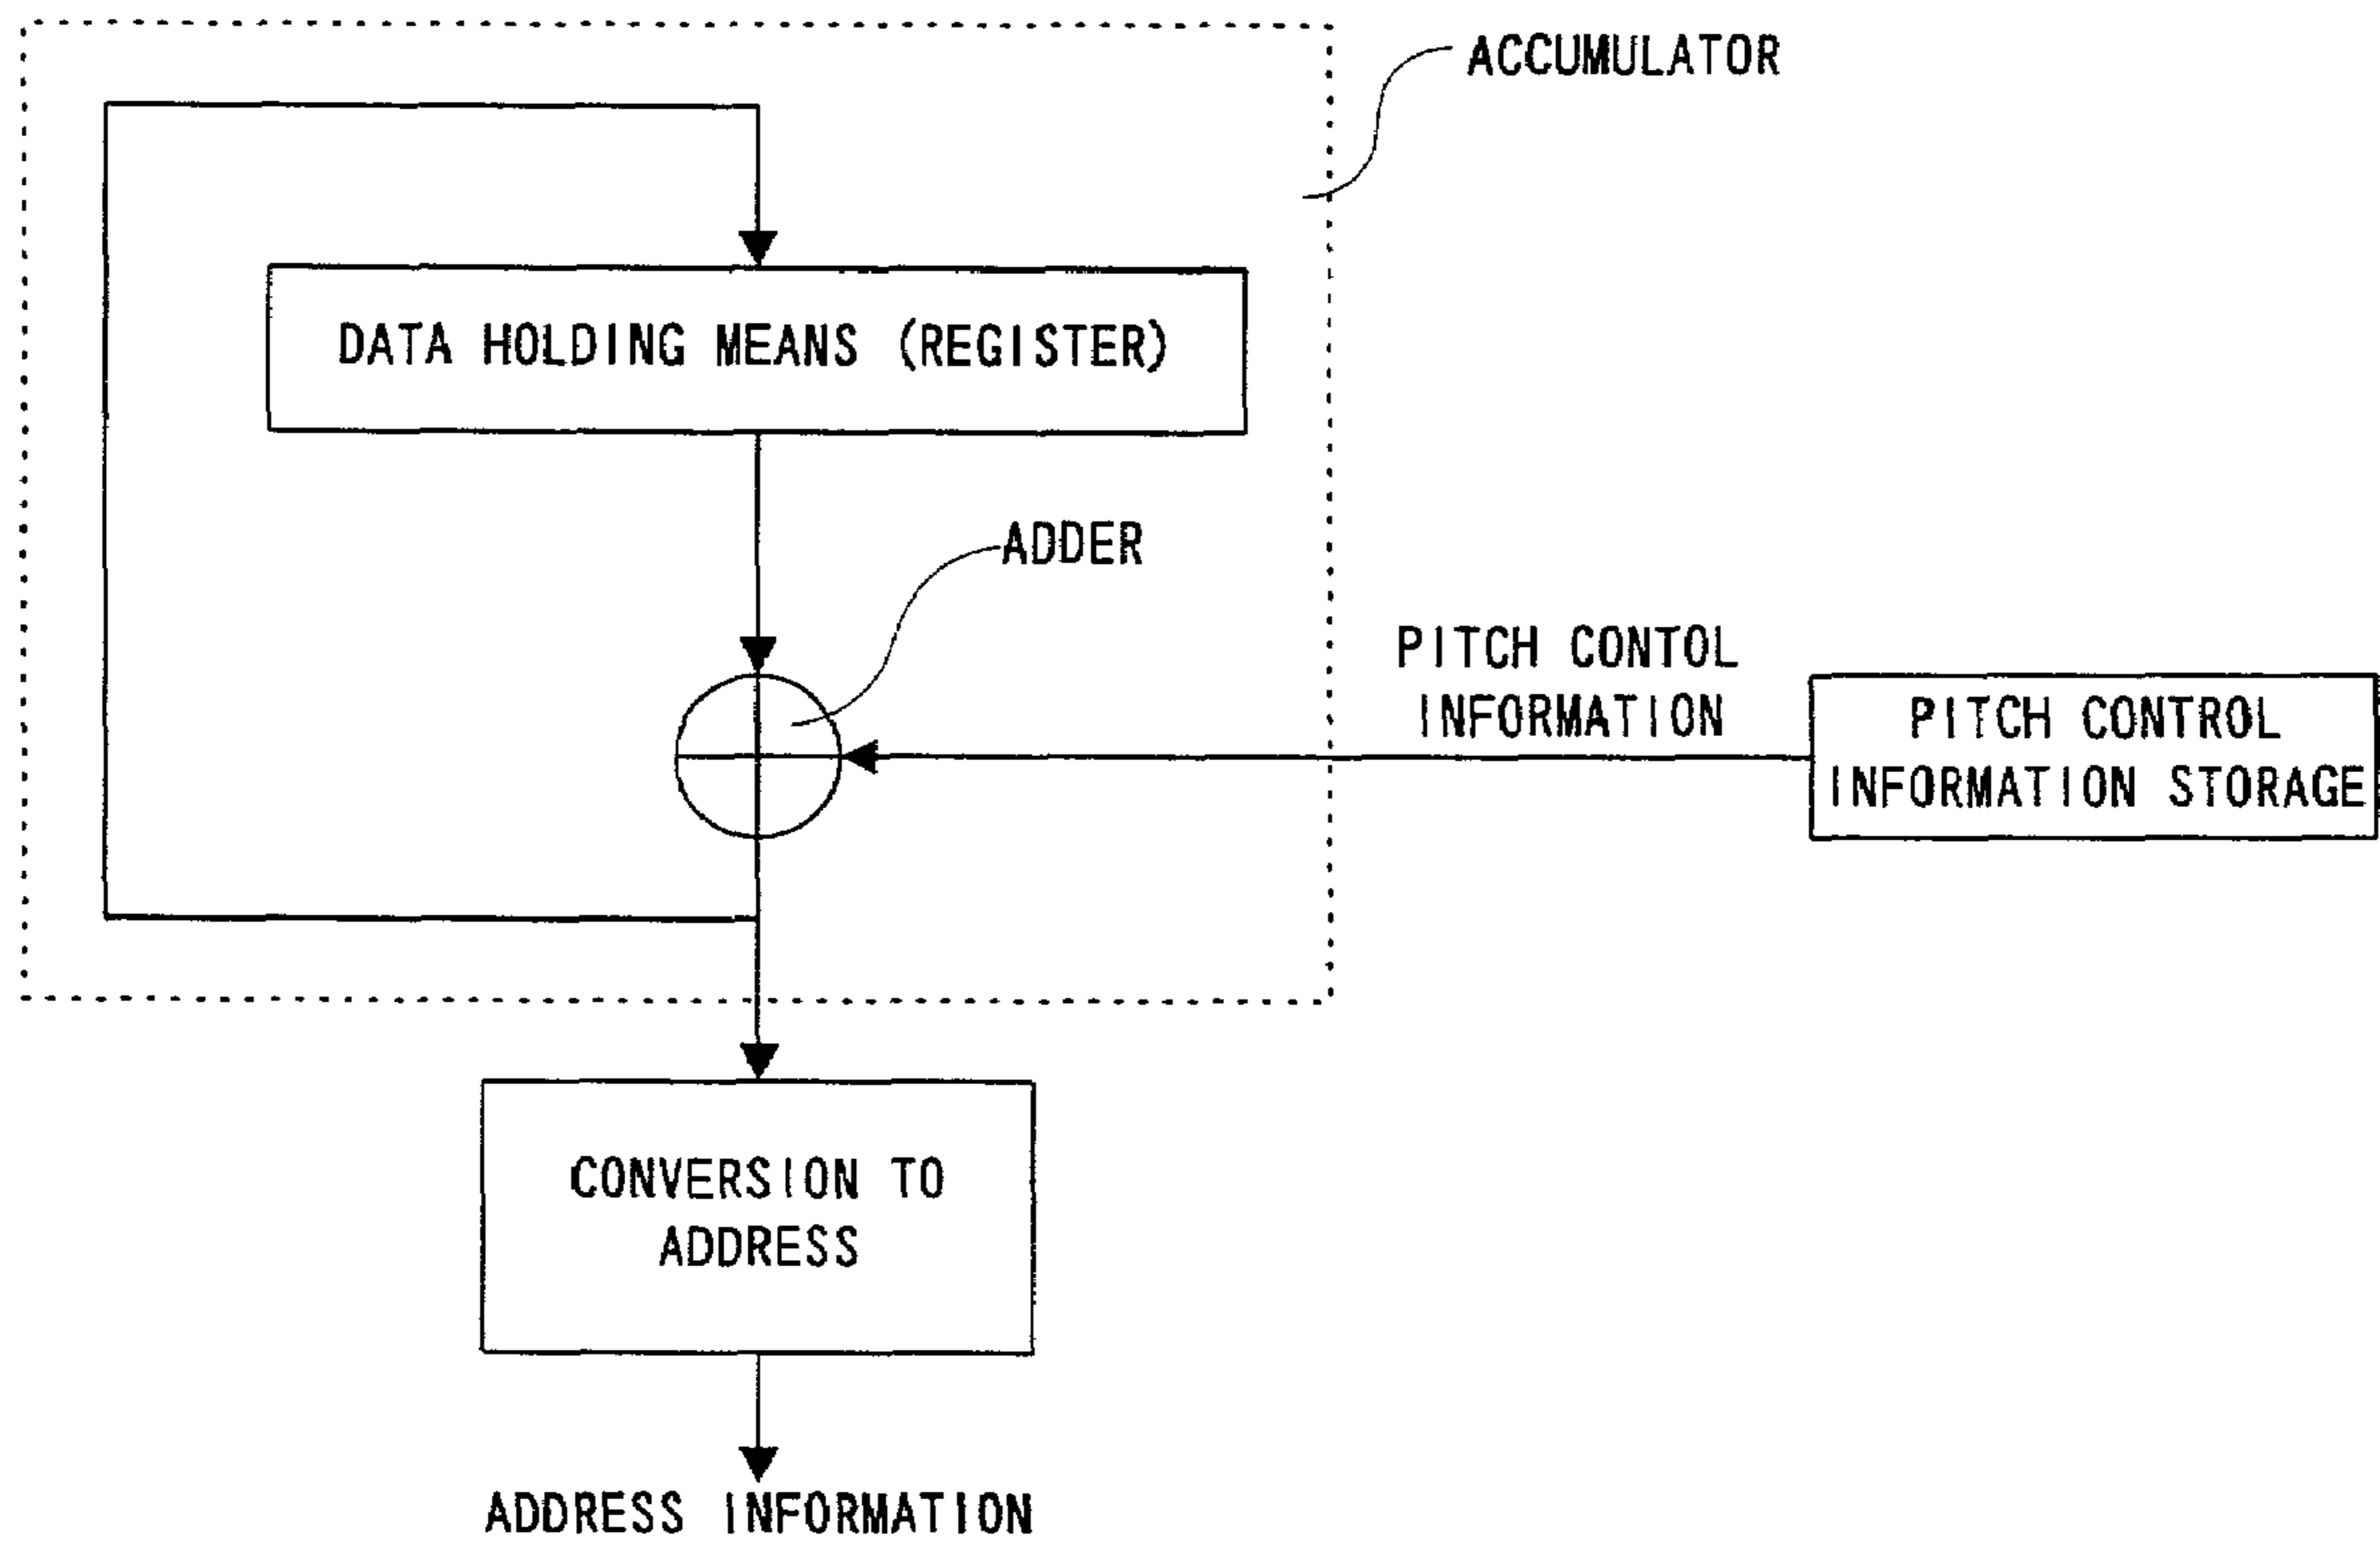 ACCUMULATOR
DATA HOLDING MEANS (REGISTER)
ADDER
PITCH CONTOL
INFORMATION
PITCH CONTROL
INFORMATION STORAGE
CONVERSION TO
ADDRESS
ADDRESS INFORMATION